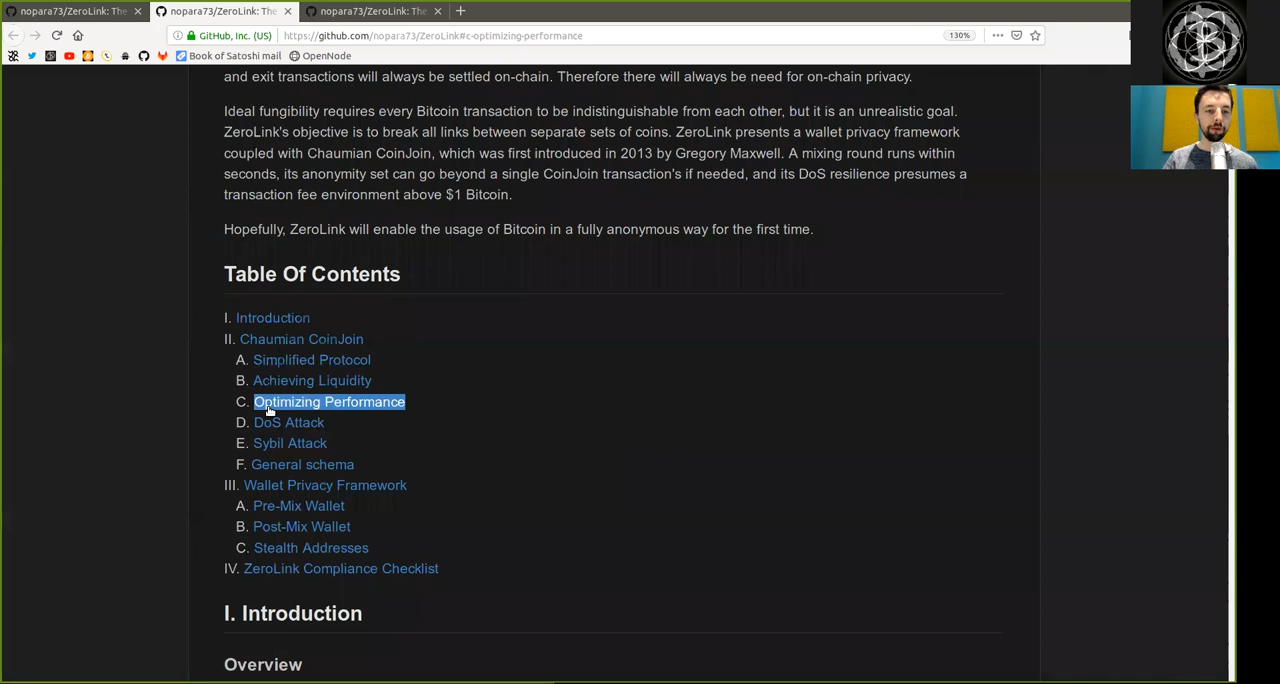 nopara73/ZeroLink: The
nopara73/ZeroLink: The
nopara73/ZeroLink: The
GitHub, Inc. (US)
https://github.com/nopara73/ZeroLink#c-optimizing-performance
130%
Book of Satoshi mail
OpenNode
and exit transactions will always be settled on-chain. Therefore there will always be need for on-chain privacy.
Ideal fungibility requires every Bitcoin transaction to be indistinguishable from each other, but it is an unrealistic goal.
ZeroLink's objective is to break all links between separate sets of coins. ZeroLink presents a wallet privacy framework
coupled with Chaumian CoinJoin, which was first introduced in 2013 by Gregory Maxwell. A mixing round runs within
seconds, its anonymity set can go beyond a single CoinJoin transaction's if needed, and its DoS resilience presumes a
transaction fee environment above $1 Bitcoin.
Hopefully, ZeroLink will enable the usage of Bitcoin in a fully anonymous way for the first time.
Table Of Contents
I. Introduction
II. Chaumian CoinJoin
A. Simplified Protocol
B. Achieving Liquidity
C. Optimizing Performance
D. DoS Attack
E. Sybil Attack
F. General schema
III. Wallet Privacy Framework
A. Pre-Mix Wallet
B. Post-Mix Wallet
C. Stealth Addresses
IV. ZeroLink Compliance Checklist
I. Introduction
Overview